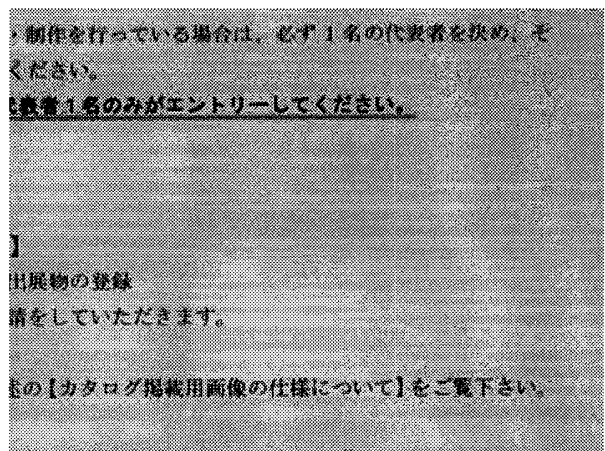 ・制作を行っている場合は、必ず1名の代表者を決め、そ
ください。
代表者1名のみがエントリーしてください。
】
出展物の登録
請をしていただきます。
の【カタログ掲載用画像の仕様について】をご覧下さい。